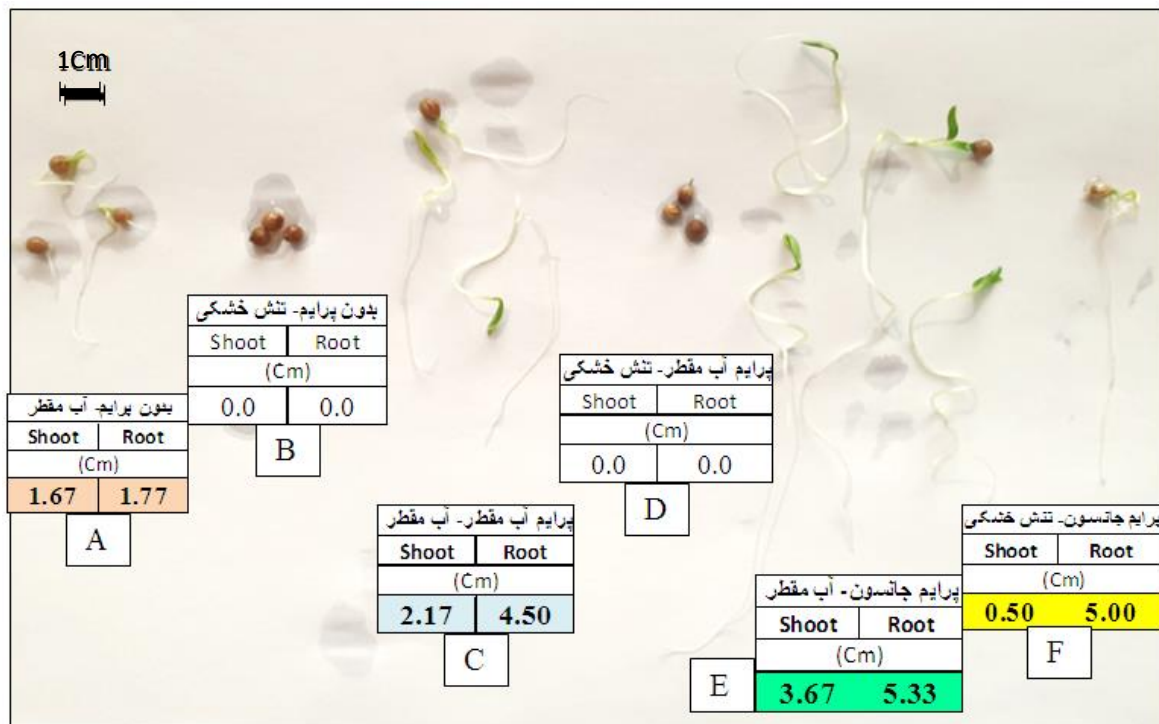 1Cm
بدون پرایم- آب مقطر
Shoot Root
(Cm)
1.67 1.77
A
بدون پرایم- تنش خشکی
Shoot Root
(Cm)
0.0 0.0
B
پرایم آب مقطر- آب مقطر
Shoot Root
(Cm)
2.17 4.50
C
پرایم آب مقطر- تنش خشکی
Shoot Root
(Cm)
0.0 0.0
D
پرایم جانسون- آب مقطر
Shoot Root
(Cm)
3.67 5.33
E
پرایم جانسون- تنش خشکی
Shoot Root
(Cm)
0.50 5.00
F